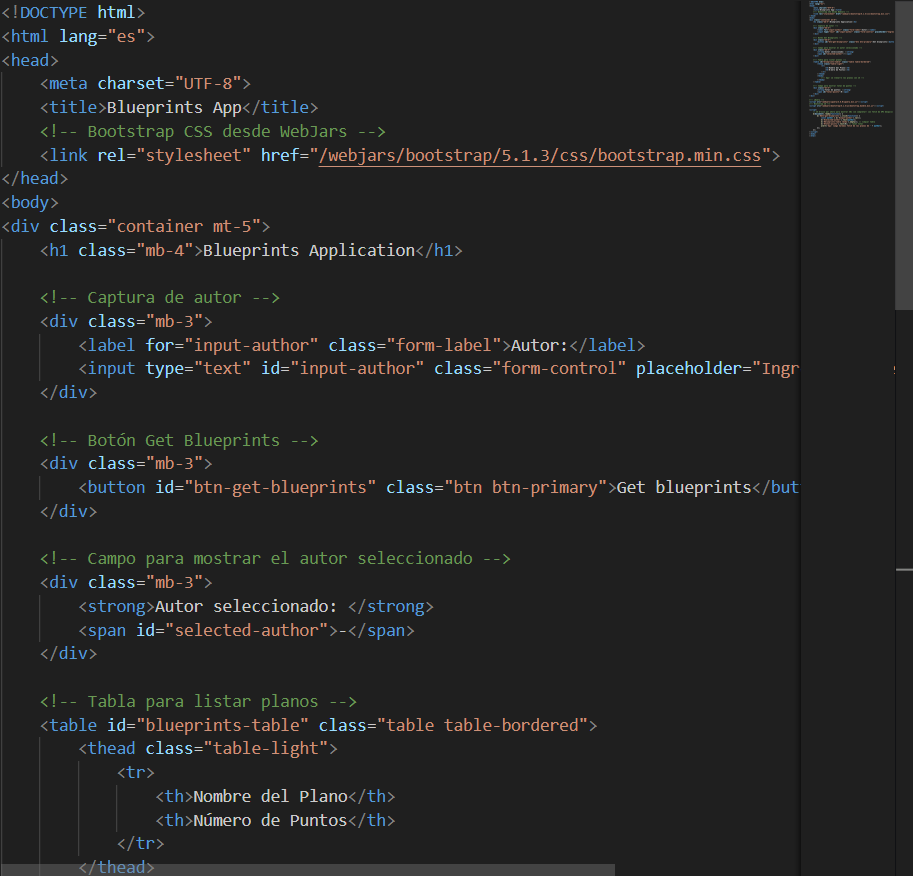 <!DOCTYPE html>
<html lang="es">
<head>
    <meta charset="UTF-8">
    <title>Blueprints App</title>
    <!-- Bootstrap CSS desde WebJars -->
    <link rel="stylesheet" href="/webjars/bootstrap/5.1.3/css/bootstrap.min.css">
</head>
<body>
<div class="container mt-5">
    <h1 class="mb-4">Blueprints Application</h1>

    <!-- Captura de autor -->
    <div class="mb-3">
        <label for="input-author" class="form-label">Autor:</label>
        <input type="text" id="input-author" class="form-control" placeholder="Ingr
    </div>

    <!-- Botón Get Blueprints -->
    <div class="mb-3">
        <button id="btn-get-blueprints" class="btn btn-primary">Get blueprints</but
    </div>

    <!-- Campo para mostrar el autor seleccionado -->
    <div class="mb-3">
        <strong>Autor seleccionado: </strong>
        <span id="selected-author">-</span>
    </div>

    <!-- Tabla para listar planos -->
    <table id="blueprints-table" class="table table-bordered">
        <thead class="table-light">
            <tr>
                <th>Nombre del Plano</th>
                <th>Número de Puntos</th>
            </tr>
        </thead>